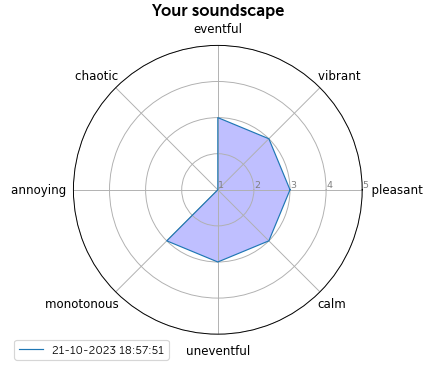 Your soundscape
eventful
chaotic
vibrant
annoying
1 2 3 4 5
pleasant
monotonous
calm
21-10-2023 18:57:51
uneventful